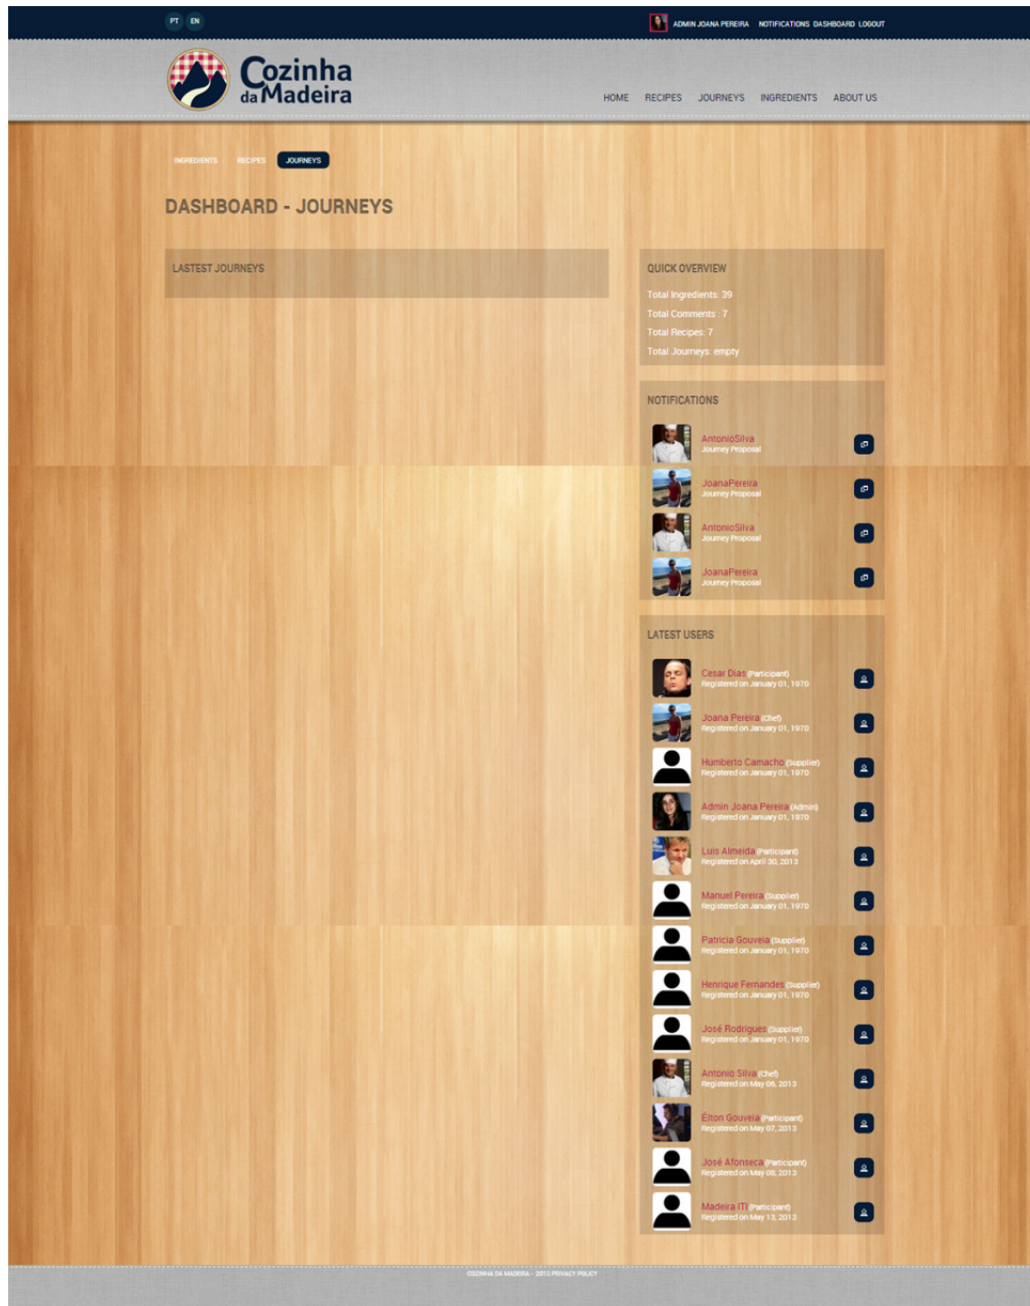 PT EN
ADMIN JOANA PEREIRA NOTIFICATIONS DASHBOARD LOGOUT
Cozinha
da Madeira
HOME RECIPES JOURNEYS INGREDIENTS ABOUT US
INGREDIENTS RECIPES JOURNEYS
DASHBOARD - JOURNEYS
LASTEST JOURNEYS
QUICK OVERVIEW
Total Ingredients: 39
Total Comments : 7
Total Recipes: 7
Total Journeys: empty
NOTIFICATIONS
AntonioSilva
Journey Proposal
JoanaPereira
Journey Proposal
AntonioSilva
Journey Proposal
JoanaPereira
Journey Proposal
LATEST USERS
Cesar Dias (Participant)
Registered on January 01, 1970
Joana Pereira (Chef)
Registered on January 01, 1970
Humberto Camacho (Supplier)
Registered on January 01, 1970
Admin Joana Pereira (Admin)
Registered on January 01, 1970
Luis Almeida (Participant)
Registered on April 30, 2013
Manuel Pereira (Supplier)
Registered on January 01, 1970
Patricia Gouveia (Supplier)
Registered on January 01, 1970
Henrique Fernandes (Supplier)
Registered on January 01, 1970
José Rodrigues (Supplier)
Registered on January 01, 1970
Antonio Silva (Chef)
Registered on May 06, 2013
Élton Gouveia (Participant)
Registered on May 07, 2013
José Afonseca (Participant)
Registered on May 08, 2013
Madeira ITI (Participant)
Registered on May 13, 2013
COZINHA DA MADEIRA - 2012 PRIVACY POLICY